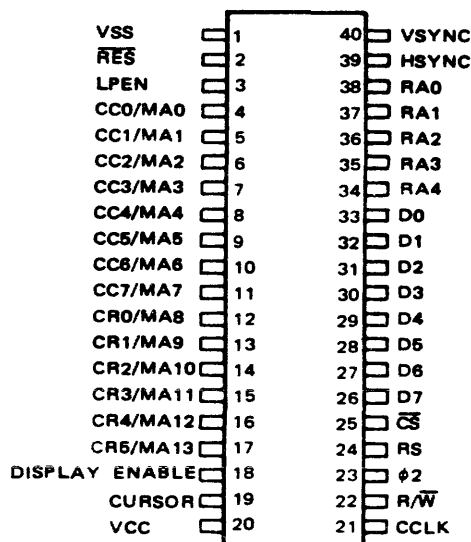 VSS 1 40 VSYNC
R̅E̅S̅ 2 39 HSYNC
LPEN 3 38 RA0
CC0/MA0 4 37 RA1
CC1/MA1 5 36 RA2
CC2/MA2 6 35 RA3
CC3/MA3 7 34 RA4
CC4/MA4 8 33 D0
CC5/MA5 9 32 D1
CC6/MA6 10 31 D2
CC7/MA7 11 30 D3
CR0/MA8 12 29 D4
CR1/MA9 13 28 D5
CR2/MA10 14 27 D6
CR3/MA11 15 26 D7
CR4/MA12 16 25 C̅S̅
CR5/MA13 17 24 RS
DISPLAY ENABLE 18 23 φ2
CURSOR 19 22 R/W̅
VCC 20 21 CCLK